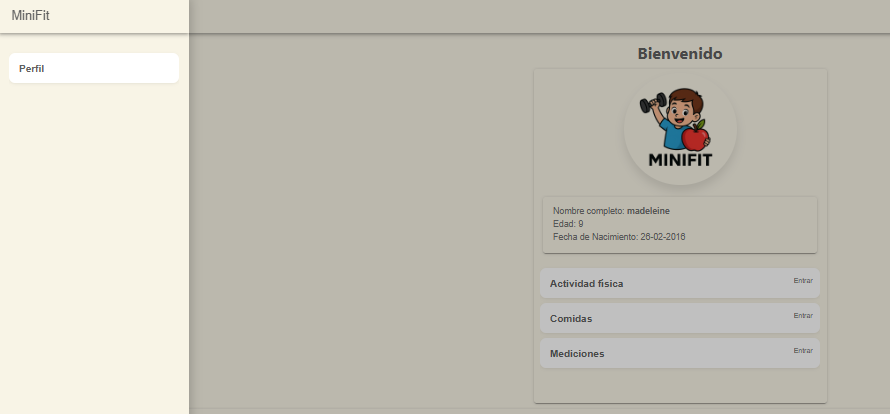 MiniFit
Perfil
Bienvenido
MINIFIT
Nombre completo: madeleine
Edad: 9
Fecha de Nacimiento: 26-02-2016
Actividad física
Entrar
Comidas
Entrar
Mediciones
Entrar